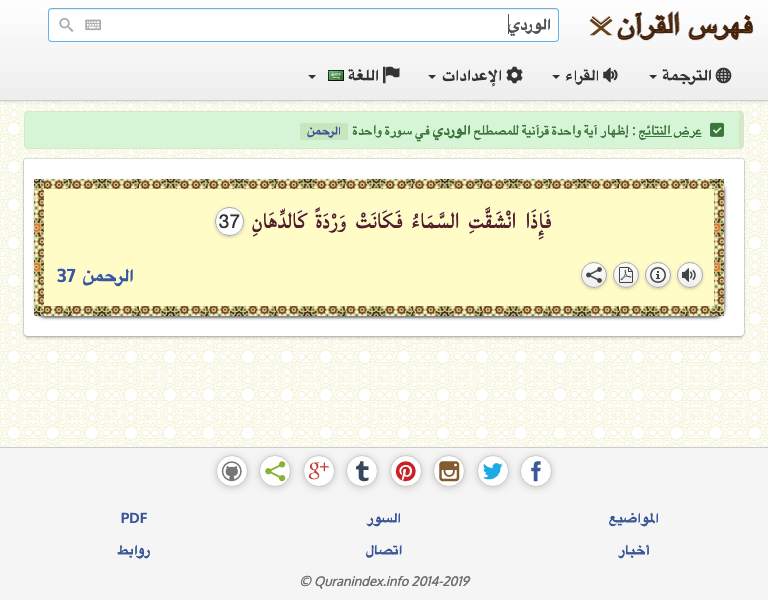 فهرس القرآن
الوردي
الترجمة
القراء
الإعدادات
اللغة
عرض النتائج : إظهار آية واحدة قرآنية للمصطلح الوردي في سورة واحدة الرحمن
فَإِذَا انْشَقَّتِ السَّمَاءُ فَكَانَتْ وَرْدَةً كَالدِّهَانِ 37
الرحمن 37
المواضيع
السور
PDF
أخبار
اتصال
روابط
© Quranindex.info 2014-2019